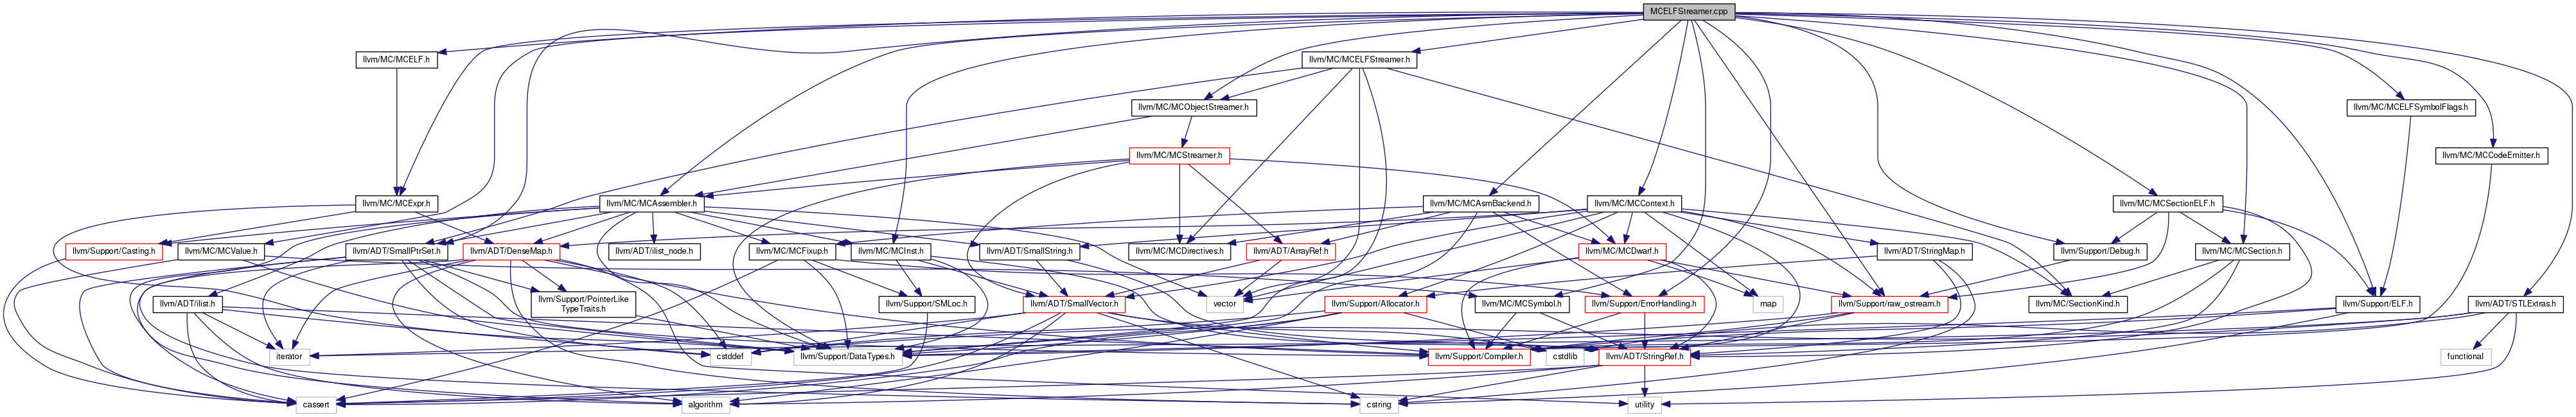 MCELFStreamer.cpp
llvm/MC/MCELF.h
llvm/MC/MCELFStreamer.h
llvm/MC/MCObjectStreamer.h
llvm/MC/MCELFSymbolFlags.h
llvm/MC/MCStreamer.h
llvm/MC/MCCodeEmitter.h
llvm/MC/MCExpr.h
llvm/MC/MCAssembler.h
llvm/MC/MCAsmBackend.h
llvm/MC/MCContext.h
llvm/MC/MCSectionELF.h
llvm/Support/Casting.h
llvm/MC/MCValue.h
llvm/ADT/SmallPtrSet.h
llvm/ADT/DenseMap.h
llvm/ADT/ilist_node.h
llvm/MC/MCFixup.h
llvm/MC/MCInst.h
llvm/ADT/SmallString.h
llvm/MC/MCDirectives.h
llvm/ADT/ArrayRef.h
llvm/MC/MCDwarf.h
llvm/ADT/StringMap.h
llvm/Support/Debug.h
llvm/MC/MCSection.h
llvm/ADT/ilist.h
llvm/Support/PointerLike
TypeTraits.h
llvm/Support/SMLoc.h
llvm/ADT/SmallVector.h
vector
llvm/Support/Allocator.h
llvm/MC/MCSymbol.h
llvm/Support/ErrorHandling.h
map
llvm/Support/raw_ostream.h
llvm/MC/SectionKind.h
llvm/Support/ELF.h
llvm/ADT/STLExtras.h
iterator
cstddef
llvm/Support/DataTypes.h
llvm/Support/Compiler.h
cstdlib
llvm/ADT/StringRef.h
functional
cassert
algorithm
cstring
utility